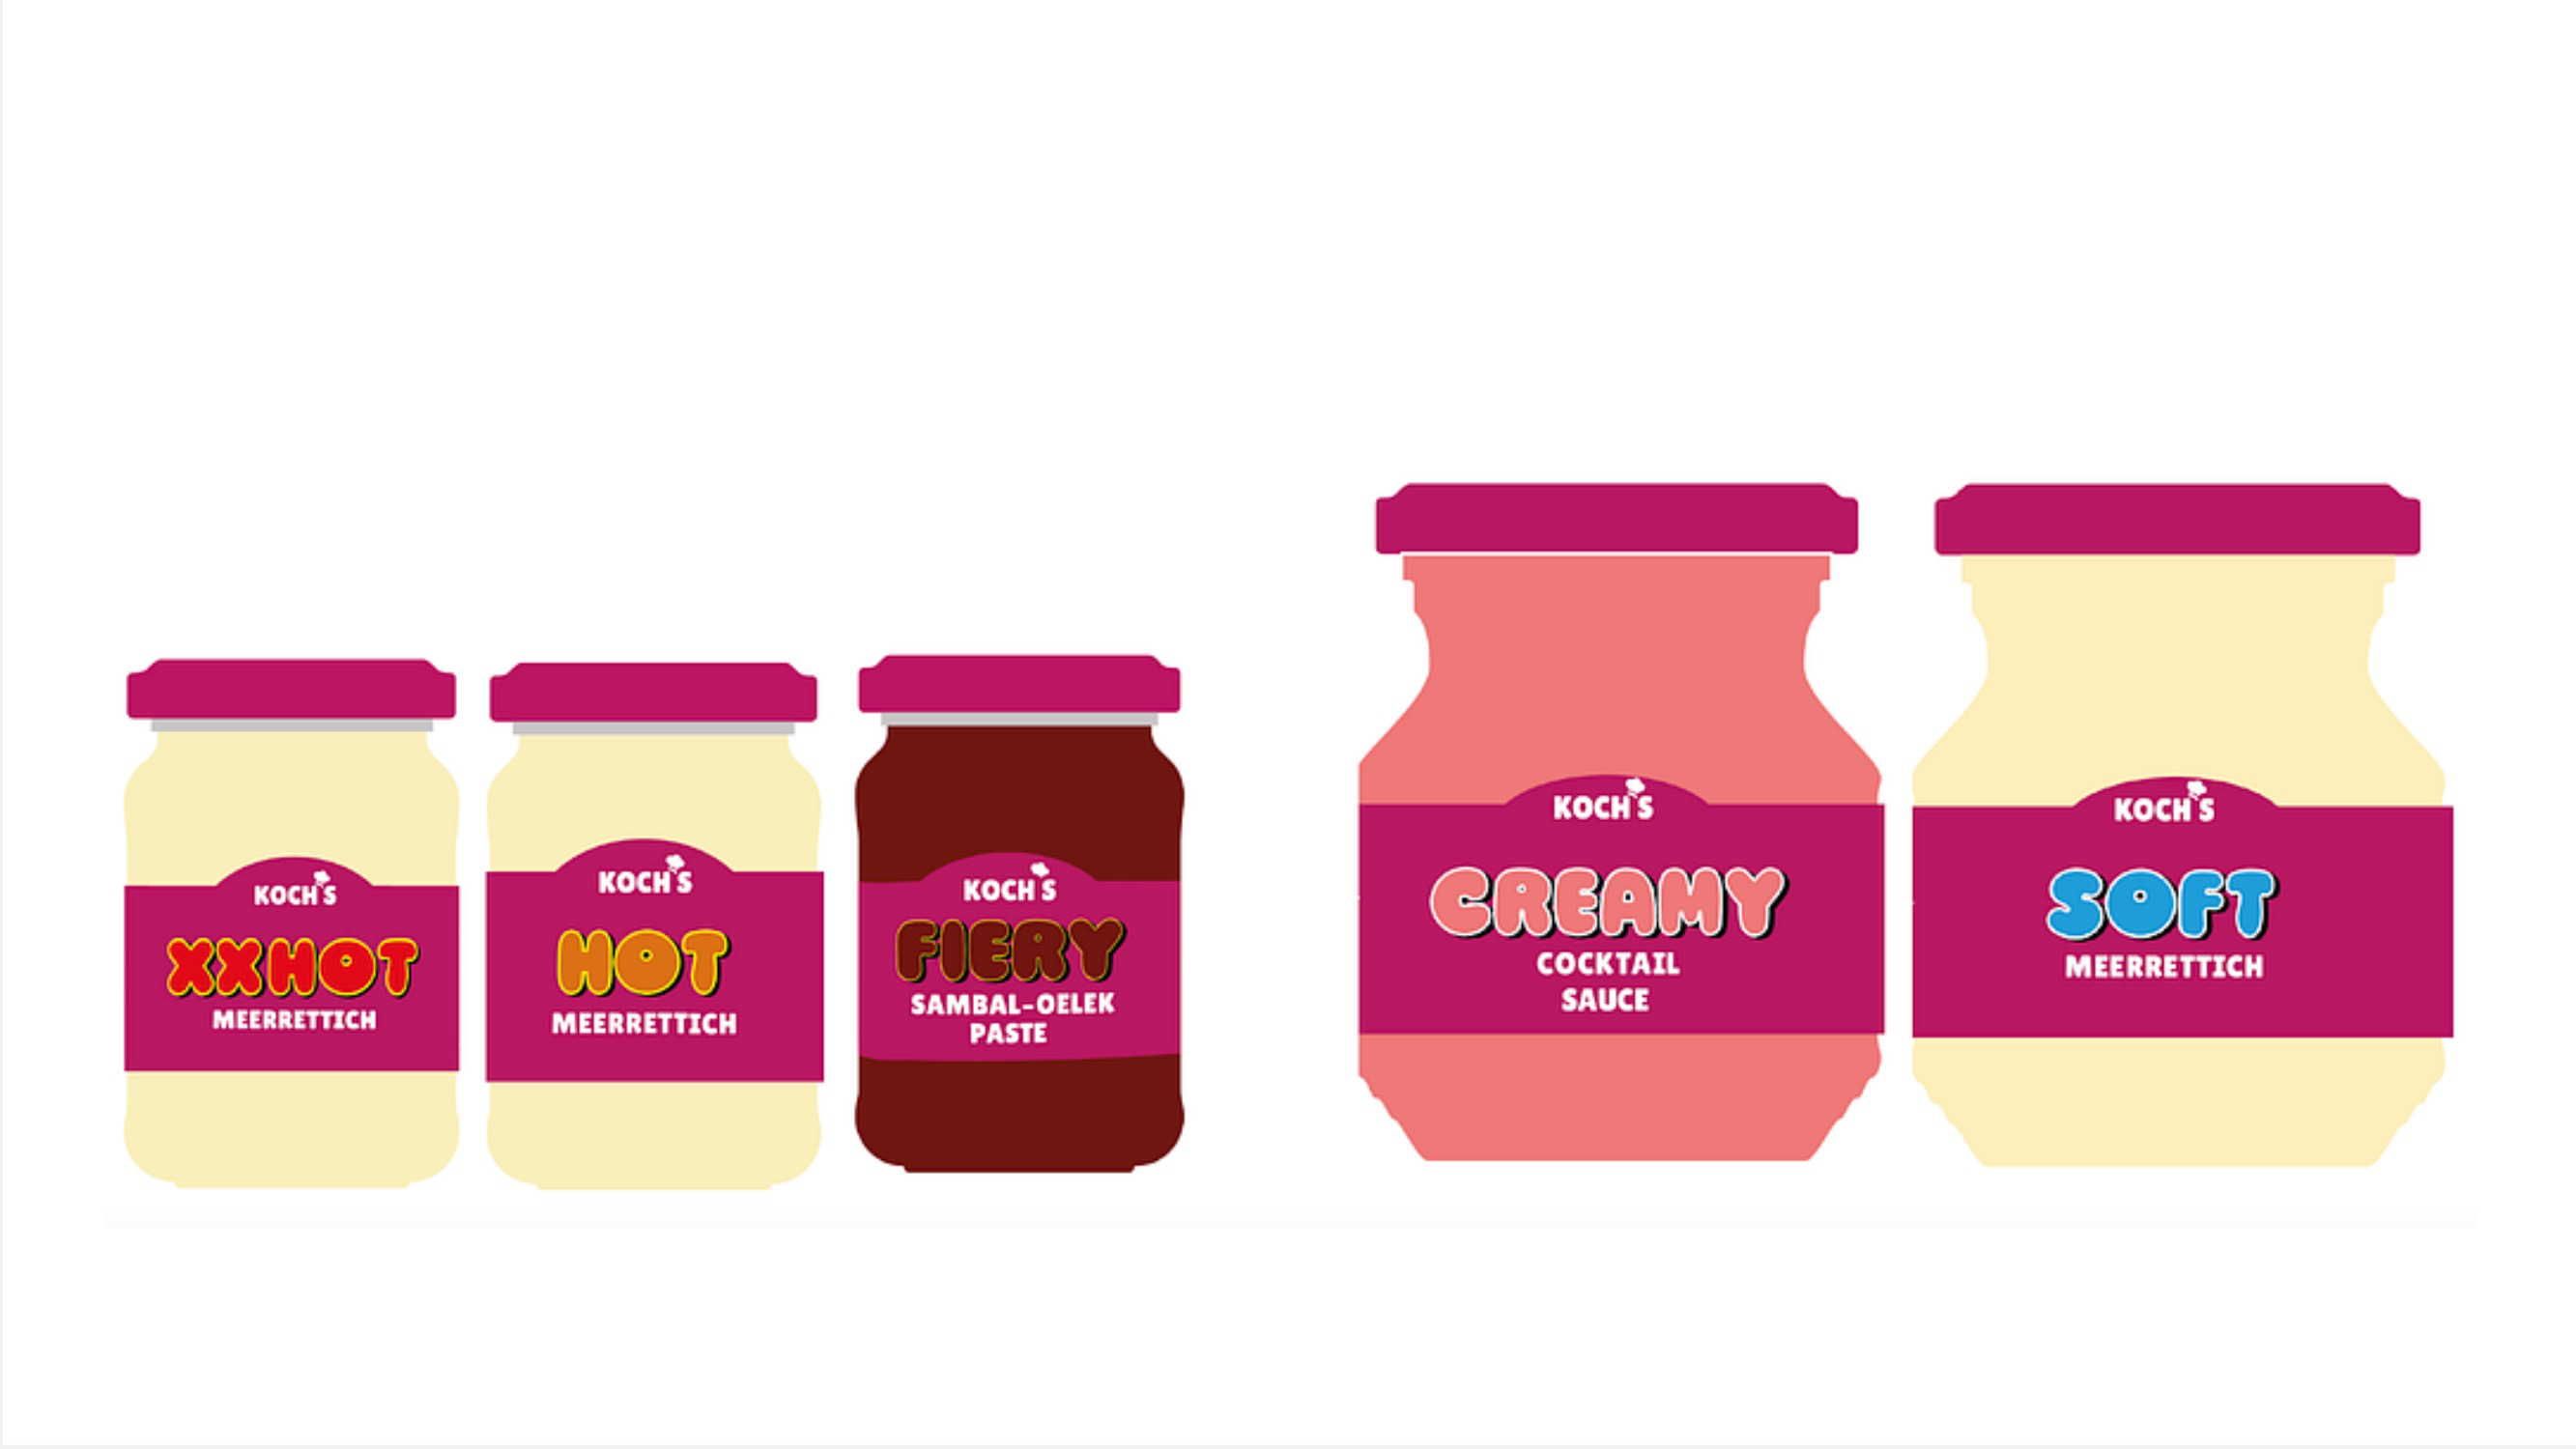 KOCH'S
XXHOT
MEERRETTICH
KOCH'S
HOT
MEERRETTICH
KOCH'S
FIERY
SAMBAL-OELEK
PASTE
KOCH'S
CREAMY
COCKTAIL
SAUCE
KOCH'S
SOFT
MEERRETTICH